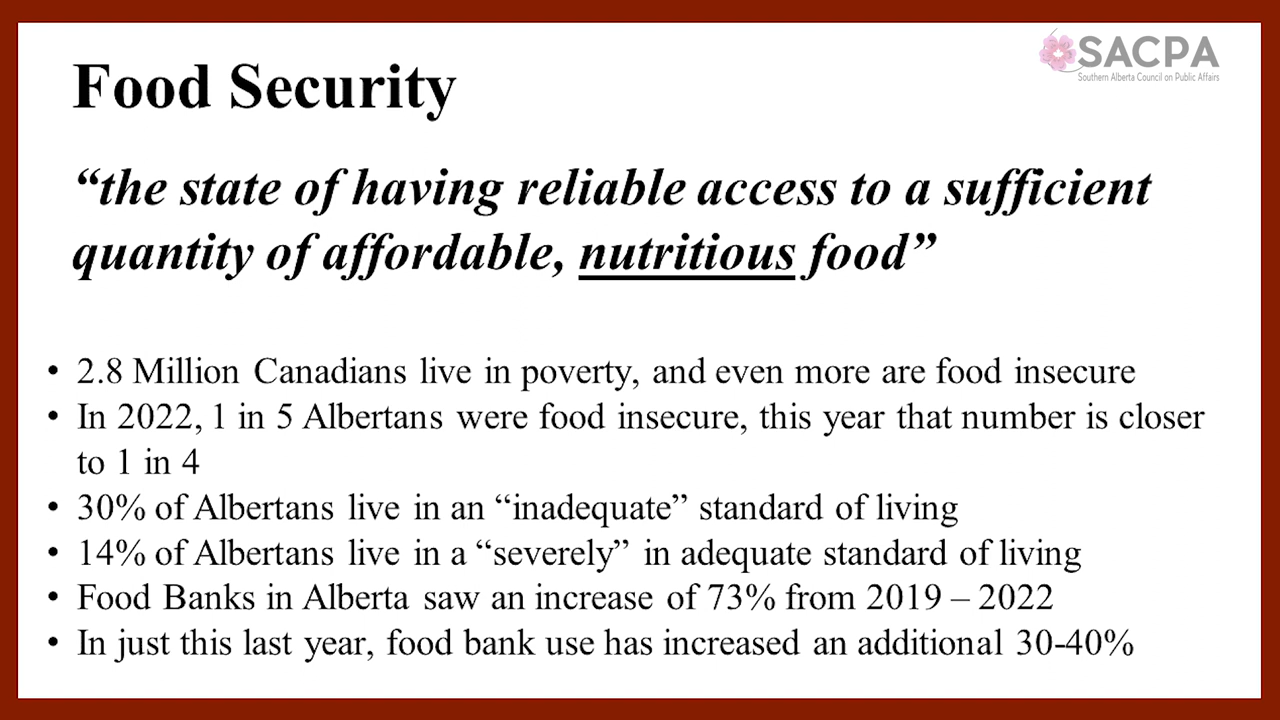 SACPA
Southern Alberta Council on Public Affairs
Food Security
“the state of having reliable access to a sufficient
quantity of affordable, nutritious food”
• 2.8 Million Canadians live in poverty, and even more are food insecure
• In 2022, 1 in 5 Albertans were food insecure, this year that number is closer
to 1 in 4
• 30% of Albertans live in an “inadequate” standard of living
• 14% of Albertans live in a “severely” in adequate standard of living
• Food Banks in Alberta saw an increase of 73% from 2019 – 2022
• In just this last year, food bank use has increased an additional 30-40%